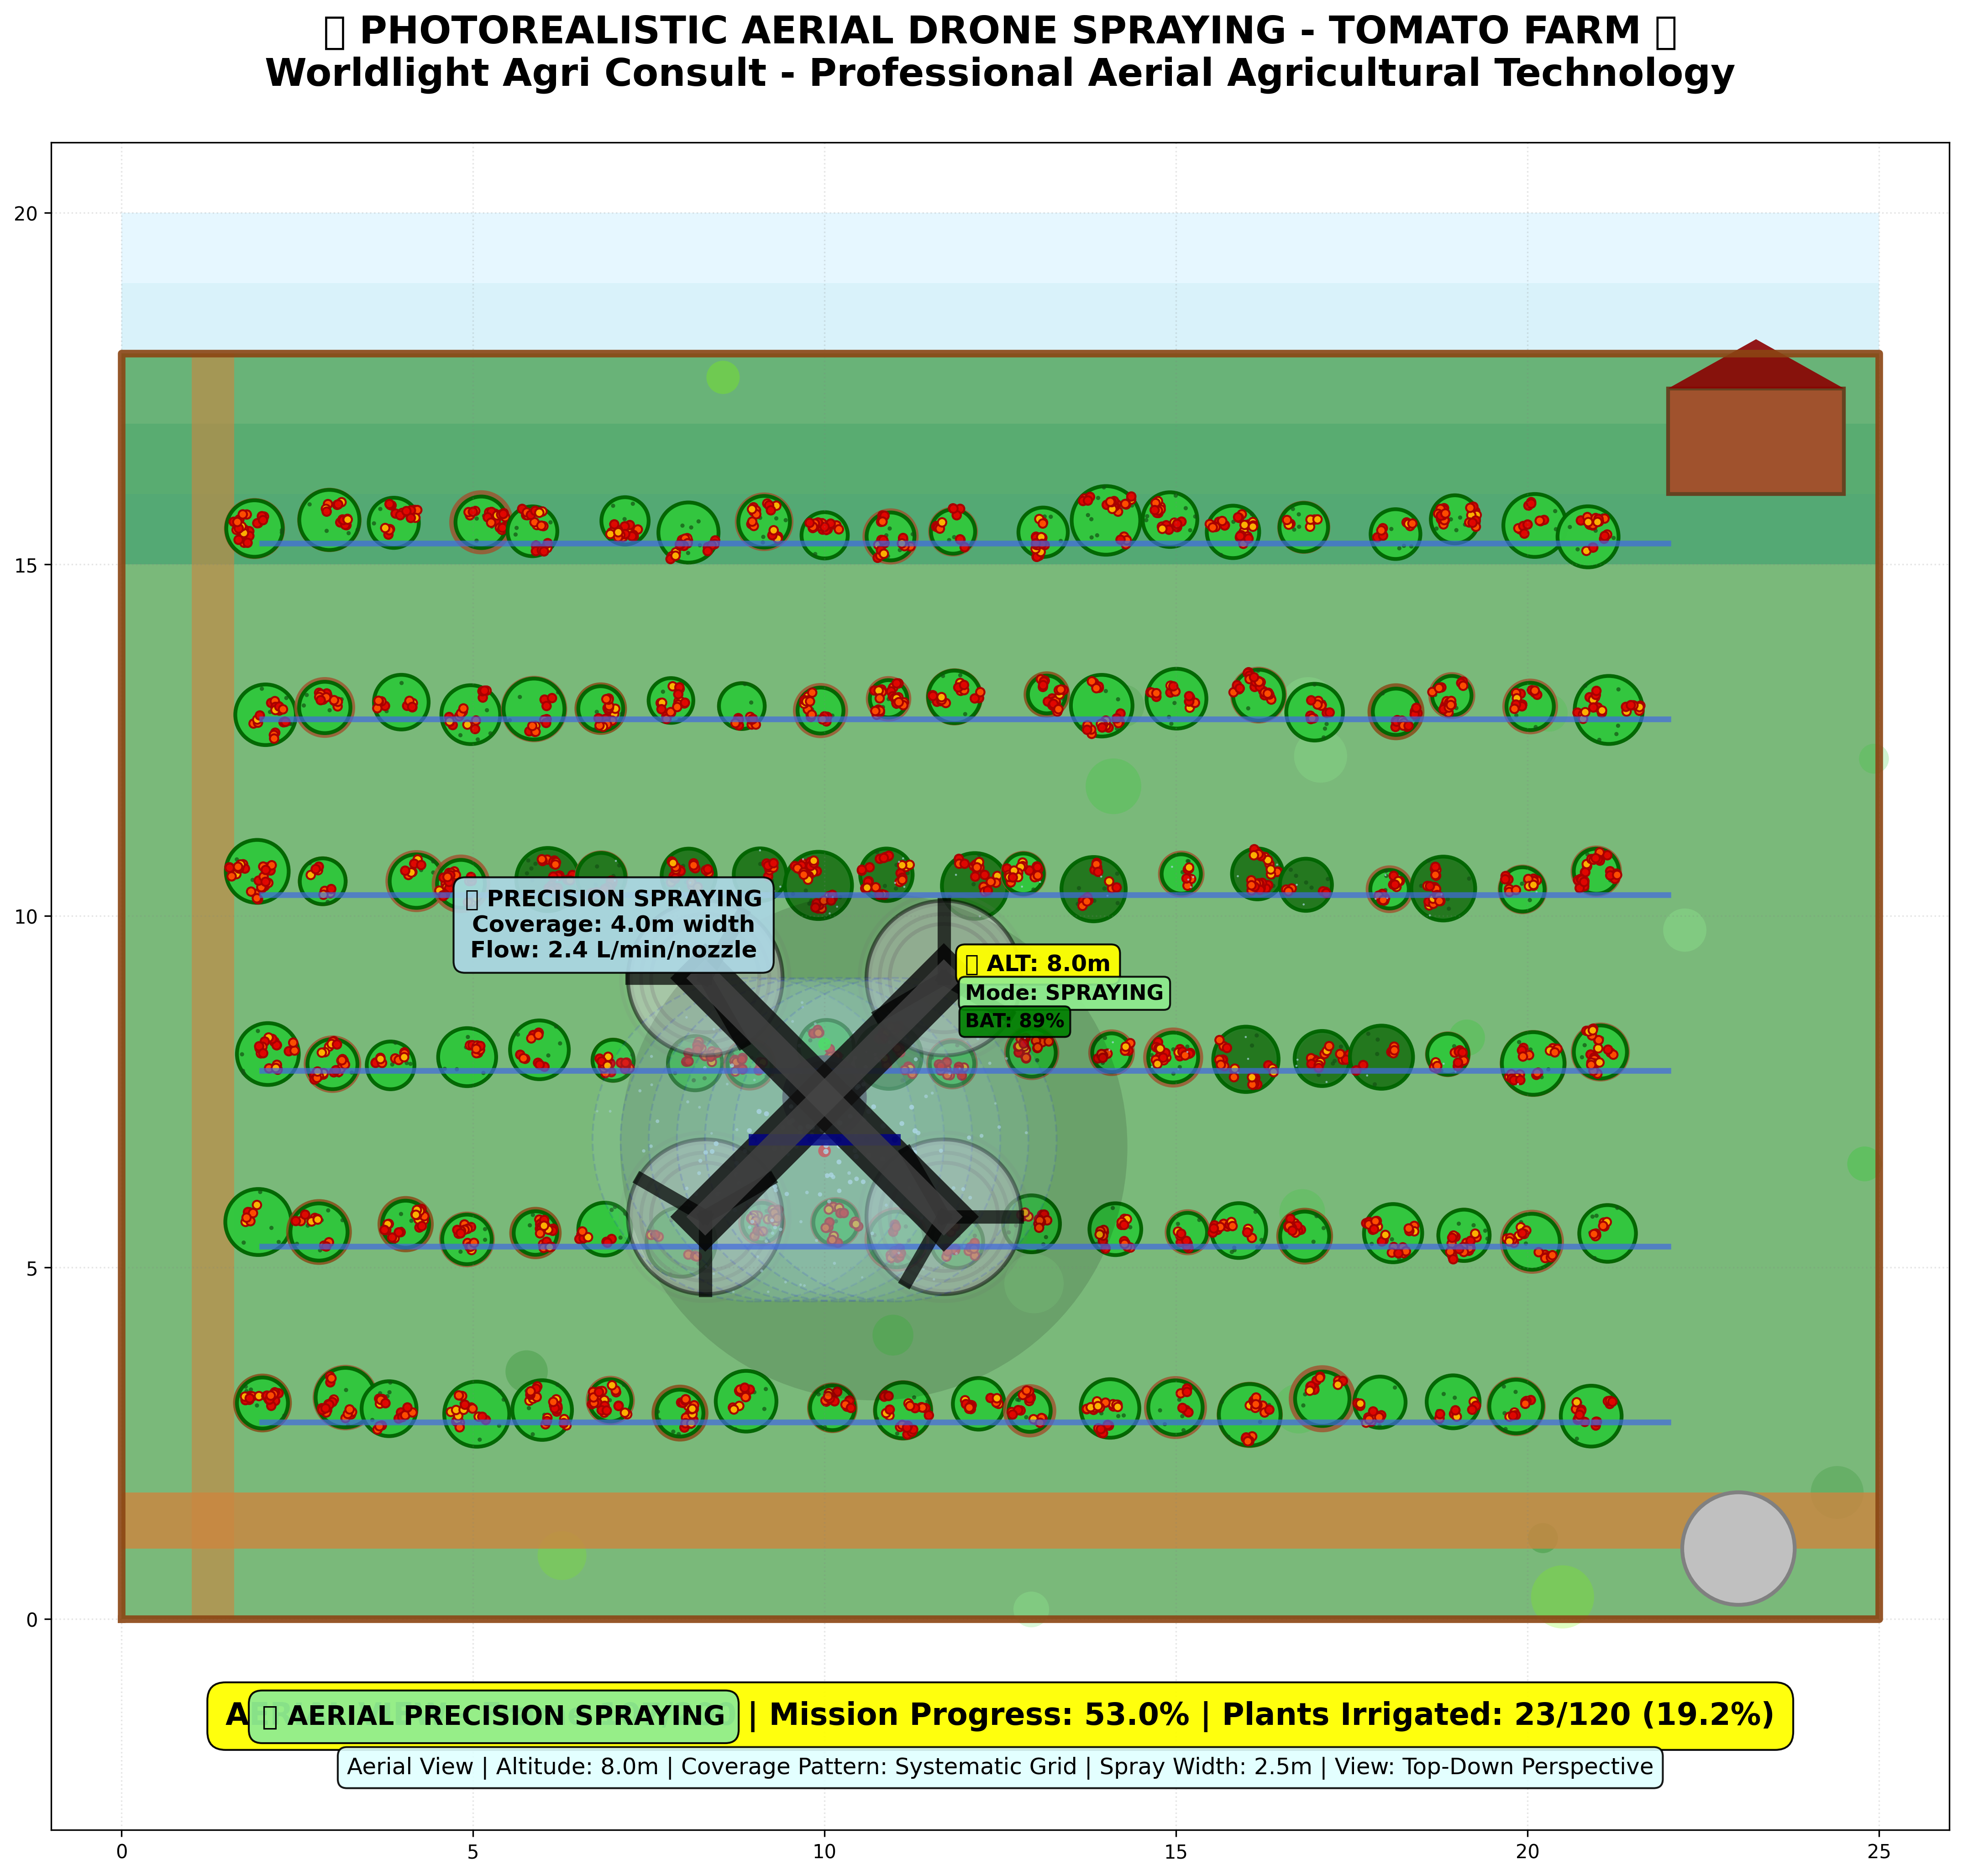 ▯ PHOTOREALISTIC AERIAL DRONE SPRAYING - TOMATO FARM ▯
Worldlight Agri Consult - Professional Aerial Agricultural Technology
20
15
10
5
0
▯ PRECISION SPRAYING
Coverage: 4.0m width
Flow: 2.4 L/min/nozzle
▯ ALT: 8.0m
Mode: SPRAYING
BAT: 89%
▯ AERIAL PRECISION SPRAYING
| Mission Progress: 53.0% | Plants Irrigated: 23/120 (19.2%)
Aerial View | Altitude: 8.0m | Coverage Pattern: Systematic Grid | Spray Width: 2.5m | View: Top-Down Perspective
0 5 10 15 20 25